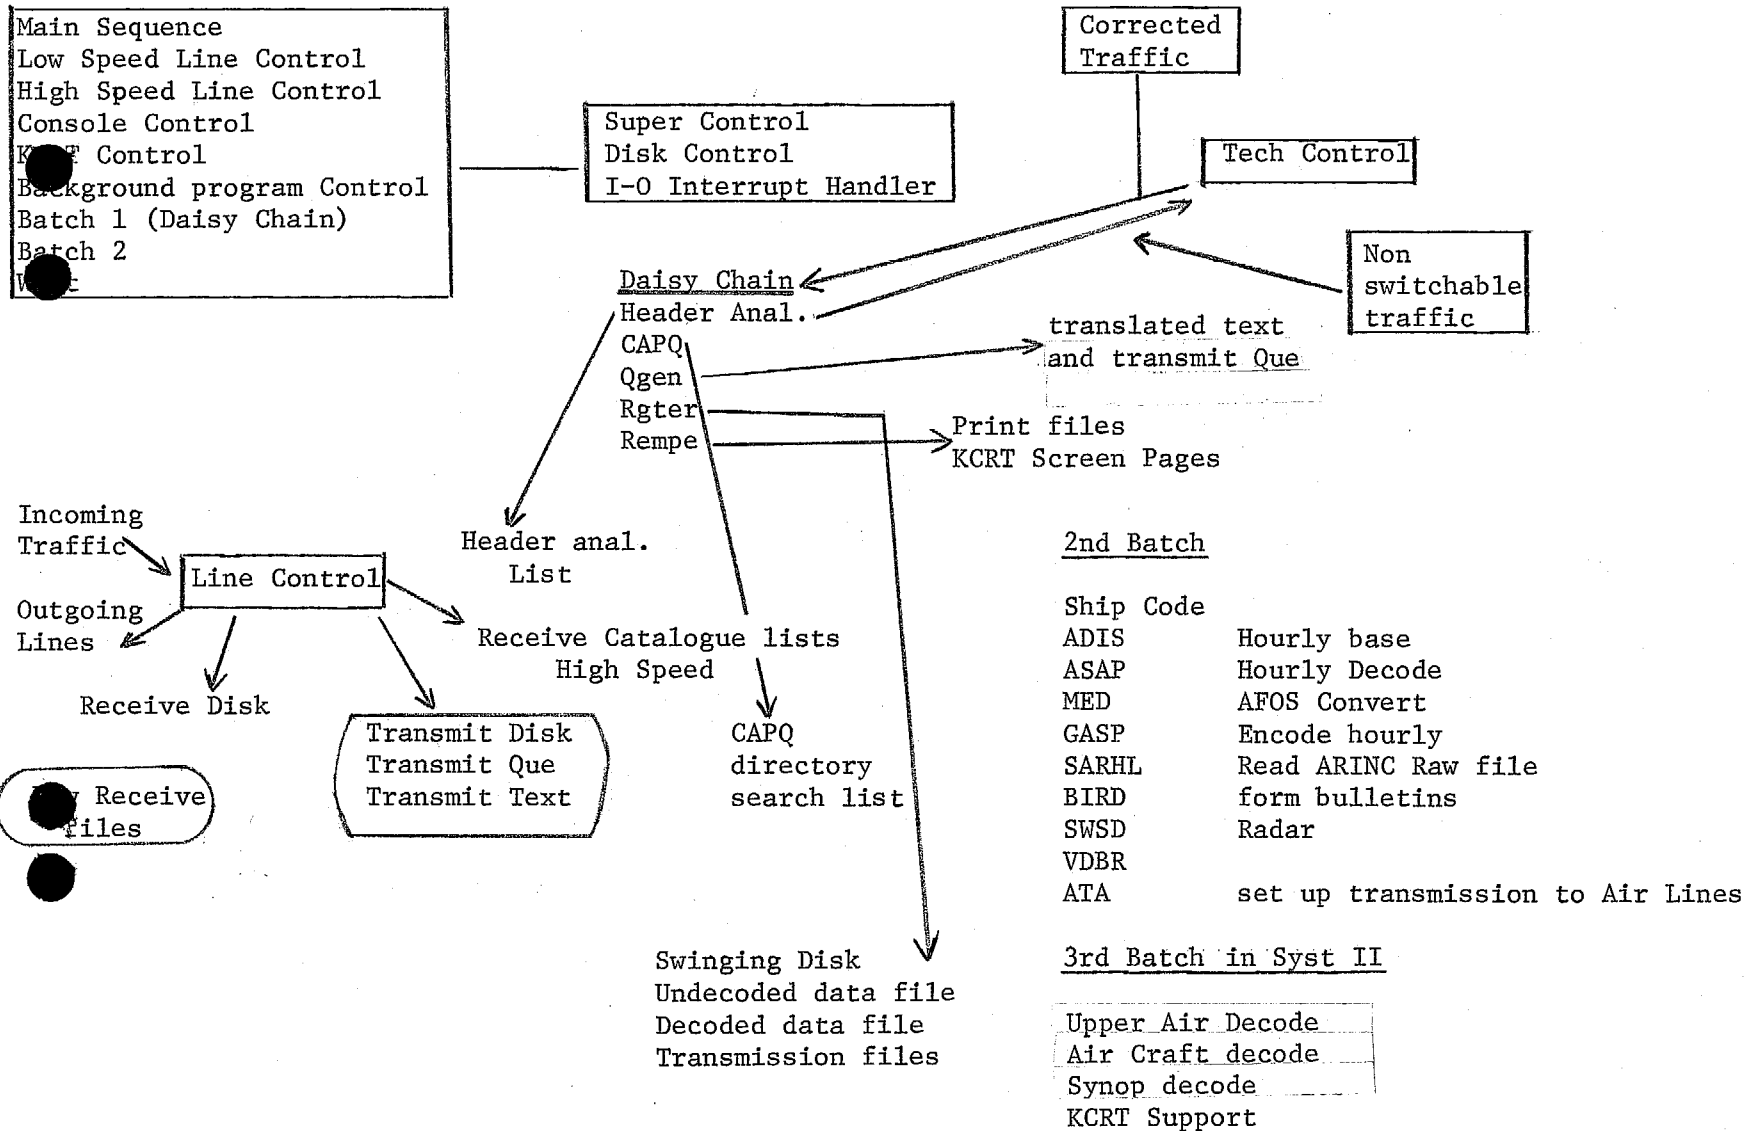 Main Sequence
Low Speed Line Control
High Speed Line Control
Console Control
Control
Background program Control
Batch 1 (Daisy Chain)
Batch 2
Super Control
Disk Control
I-O Interrupt Handler
Corrected
Traffic
Tech Control
Non
switchable
traffic
Daisy Chain
Header Anal.
CAPQ
Qgen
Rgter
Rempe
translated text
and transmit Que
Print files
KCRT Screen Pages
Incoming
Traffic
Line Control
Outgoing
Lines
Receive Disk
Header anal.
List
Receive Catalogue lists
High Speed
Transmit Disk
Transmit Que
Transmit Text
CAPQ
directory
search list
Receive
files
Swinging Disk
Undecoded data file
Decoded data file
Transmission files
2nd Batch
Ship Code
ADIS Hourly base
ASAP Hourly Decode
MED AFOS Convert
GASP Encode hourly
SARHL Read ARINC Raw file
BIRD form bulletins
SWSD Radar
VDBR
ATA set up transmission to Air Lines
3rd Batch in Syst II
Upper Air Decode
Air Craft decode
Synop decode
KCRT Support